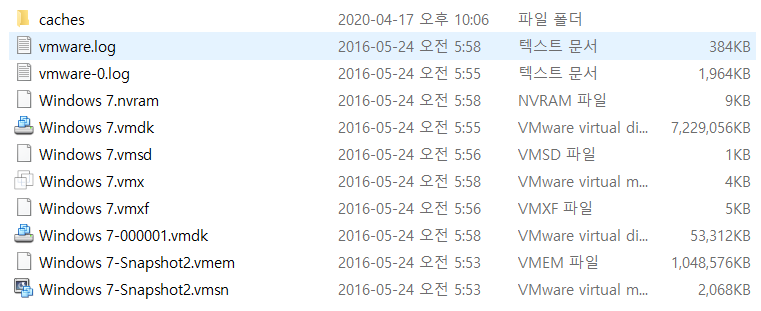 caches 2020-04-17 오후 10:06 파일 폴더
vmware.log 2016-05-24 오전 5:58 텍스트 문서 384KB
vmware-0.log 2016-05-24 오전 5:55 텍스트 문서 1,964KB
Windows 7.nvram 2016-05-24 오전 5:58 NVRAM 파일 9KB
Windows 7.vmdk 2016-05-24 오전 5:55 VMware virtual di... 7,229,056KB
Windows 7.vmsd 2016-05-24 오전 5:56 VMSD 파일 1KB
Windows 7.vmx 2016-05-24 오전 5:58 VMware virtual m... 4KB
Windows 7.vmxf 2016-05-24 오전 5:56 VMXF 파일 5KB
Windows 7-000001.vmdk 2016-05-24 오전 5:58 VMware virtual di... 53,312KB
Windows 7-Snapshot2.vmem 2016-05-24 오전 5:53 VMEM 파일 1,048,576KB
Windows 7-Snapshot2.vmsn 2016-05-24 오전 5:53 VMware virtual m... 2,068KB